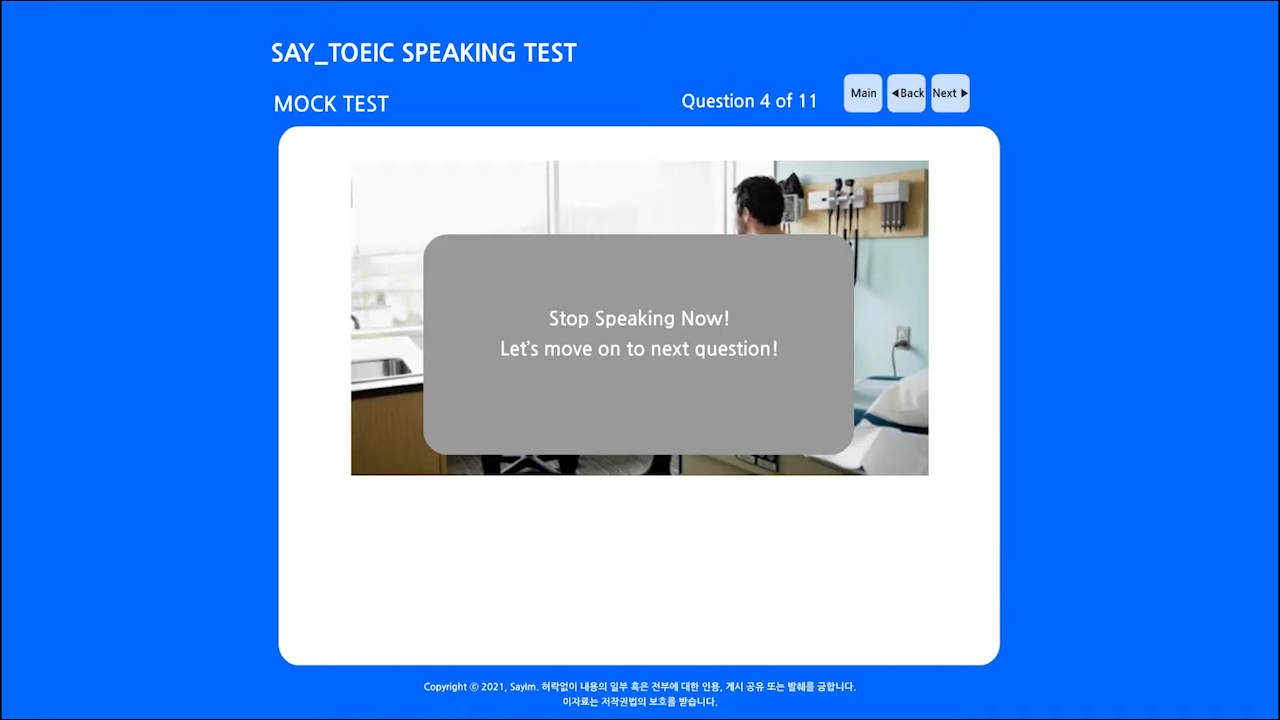 SAY_TOEIC SPEAKING TEST
MOCK TEST
Question 4 of 11
Main
◀Back
Next ▶
Stop Speaking Now!
Let's move on to next question!
Copyright ⓒ 2021, SayIm. 허락없이 내용의 일부 혹은 전부에 대한 인용, 게시 공유 또는 발췌를 금합니다.
이자료는 저작권법의 보호를 받습니다.